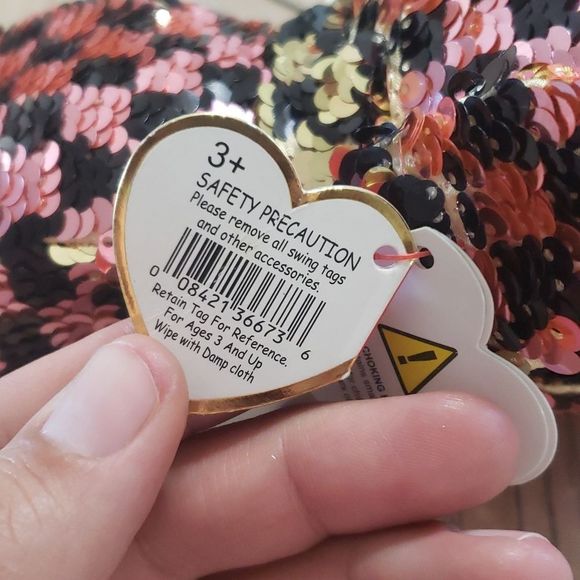 3+
SAFETY PRECAUTION
Please remove all swing tags
and other accessories.
0 08421 36673 6
Retain Tag For Reference.
For Ages 3 And Up
Wipe with Damp cloth
CHOKING